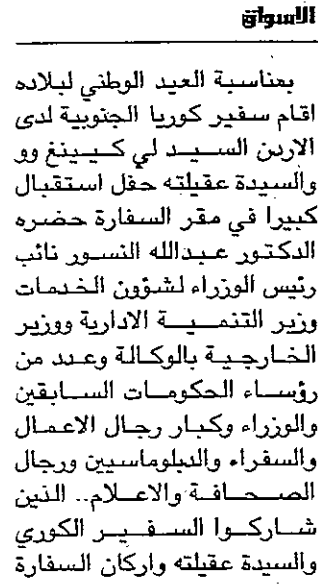 الاسواق
بمناسبة العيد الوطني لبلاده
اقام سفير كوريا الجنوبية لدى
الاردن السيد لي كيينغ وو
والسيدة عقيلته حفل استقبال
كبيرا في مقر السفارة حضره
الدكتور عبدالله النسور نائب
رئيس الوزراء لشؤون الخدمات
وزير التنمية الادارية ووزير
الخارجية بالوكالة وعدد من
رؤساء الحكومات السابقين
والوزراء وكبار رجال الاعمال
والسفراء والدبلوماسيين ورجال
الصحافة والاعلام.. الذين
شاركوا السفير الكوري
والسيدة عقيلته واركان السفارة